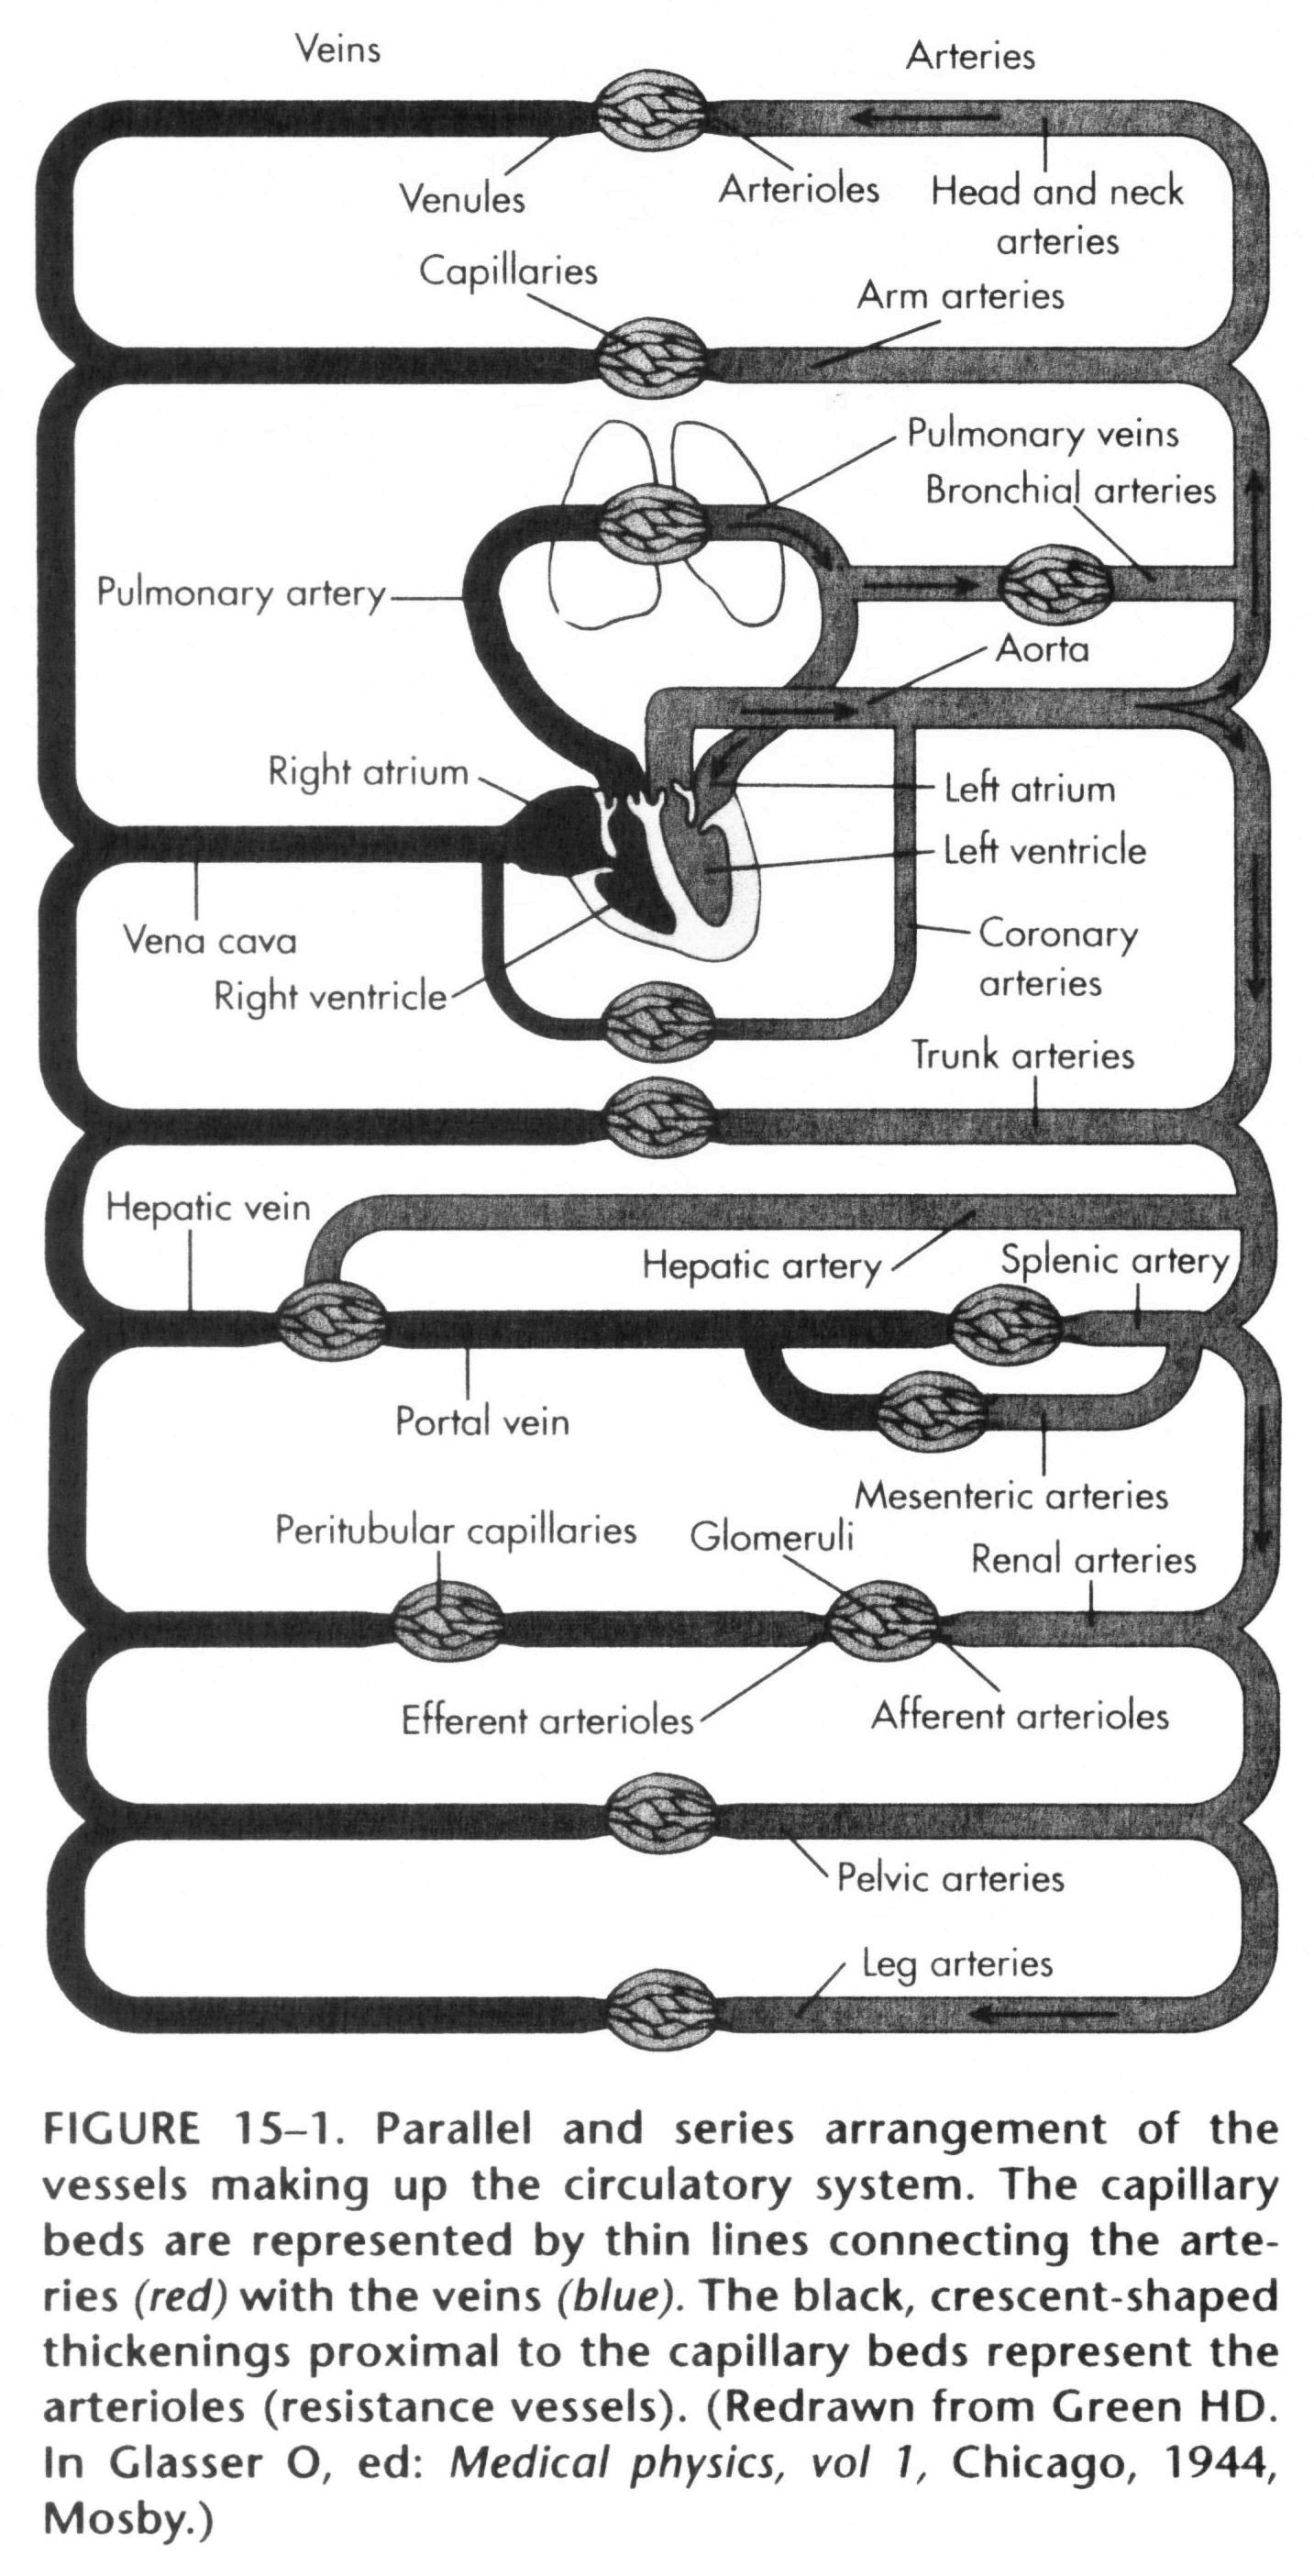 Veins
Arteries
Venules
Arterioles
Head and neck
arteries
Capillaries
Arm arteries
Pulmonary veins
Bronchial arteries
Pulmonary artery
Aorta
Right atrium
Left atrium
Left ventricle
Vena cava
Coronary
arteries
Right ventricle
Trunk arteries
Hepatic vein
Hepatic artery
Splenic artery
Portal vein
Mesenteric arteries
Peritubular capillaries
Glomeruli
Renal arteries
Efferent arterioles
Afferent arterioles
Pelvic arteries
Leg arteries
FIGURE 15–1. Parallel and series arrangement of the
vessels making up the circulatory system. The capillary
beds are represented by thin lines connecting the arte-
ries (red) with the veins (blue). The black, crescent-shaped
thickenings proximal to the capillary beds represent the
arterioles (resistance vessels). (Redrawn from Green HD.
In Glasser O, ed: Medical physics, vol 1, Chicago, 1944,
Mosby.)